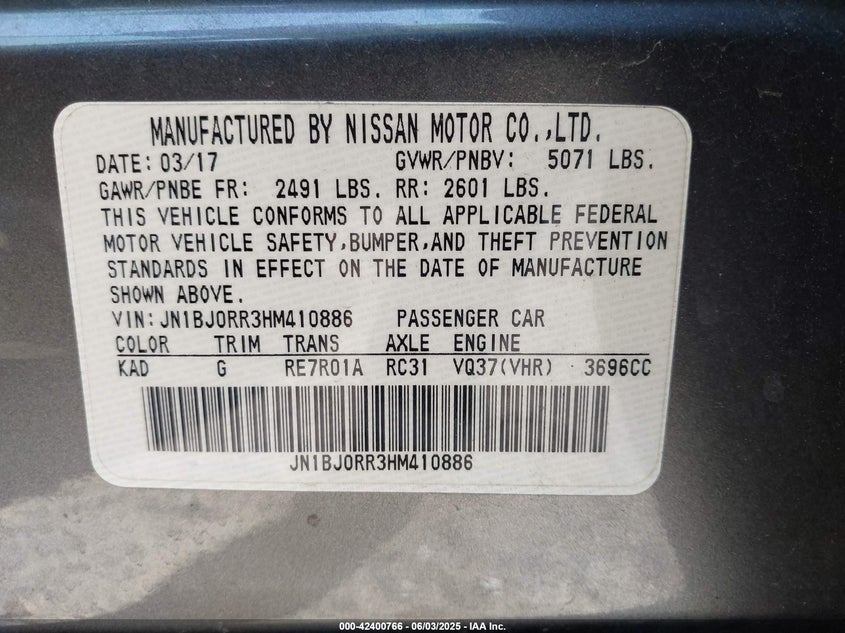 MANUFACTURED BY NISSAN MOTOR CO.,LTD.
DATE: 03/17 GVWR/PNBV: 5071 LBS.
GAWR/PNBE FR: 2491 LBS. RR: 2601 LBS.
THIS VEHICLE CONFORMS TO ALL APPLICABLE FEDERAL
MOTOR VEHICLE SAFETY,BUMPER,AND THEFT PREVENTION
STANDARDS IN EFFECT ON THE DATE OF MANUFACTURE
SHOWN ABOVE.
VIN: JN1BJ0RR3HM410886 PASSENGER CAR
COLOR TRIM TRANS AXLE ENGINE
KAD G RE7R01A RC31 VQ37(VHR) 3696CC
JN1BJ0RR3HM410886
000-42400766 - 06/03/2025 - IAA Inc.